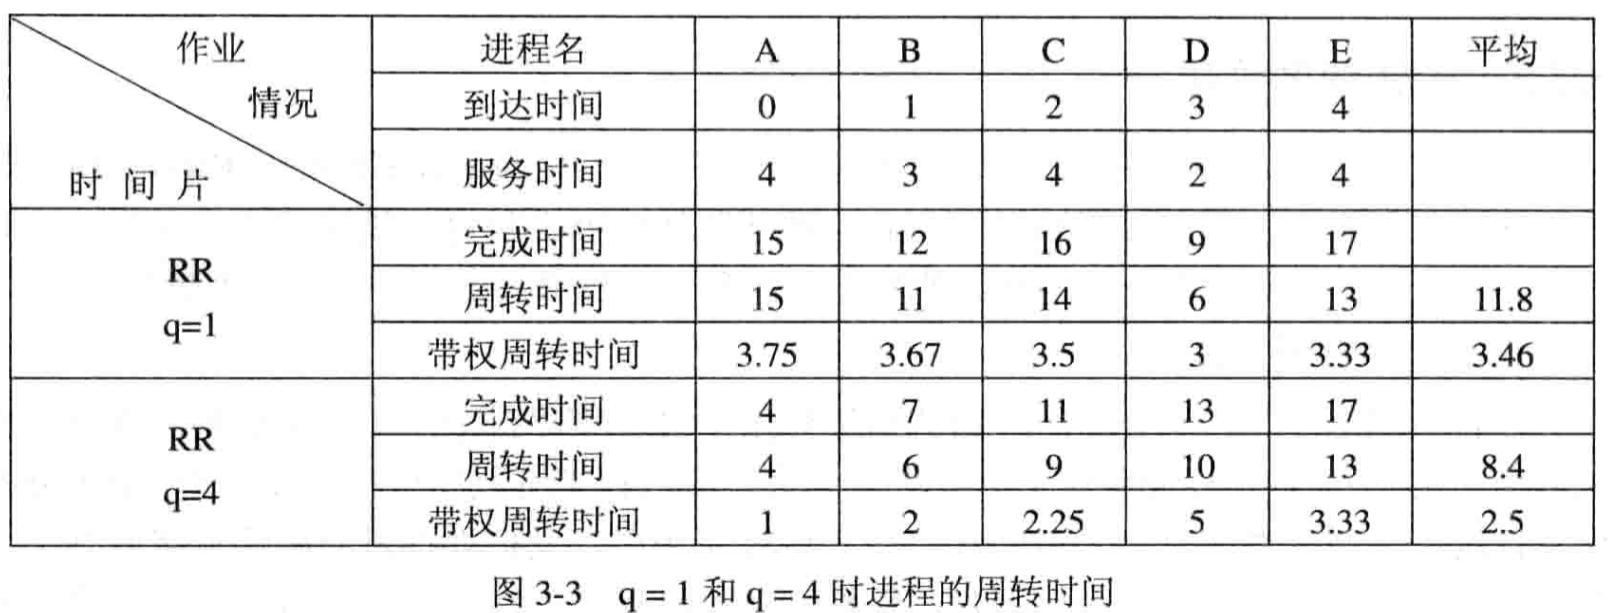 作业 进程名 A B C D E 平均
情况 到达时间 0 1 2 3 4
时 间 片 服务时间 4 3 4 2 4
RR
q=1
完成时间 15 12 16 9 17
周转时间 15 11 14 6 13 11.8
带权周转时间 3.75 3.67 3.5 3 3.33 3.46
RR
q=4
完成时间 4 7 11 13 17
周转时间 4 6 9 10 13 8.4
带权周转时间 1 2 2.25 5 3.33 2.5
图 3-3 q = 1 和 q = 4 时进程的周转时间